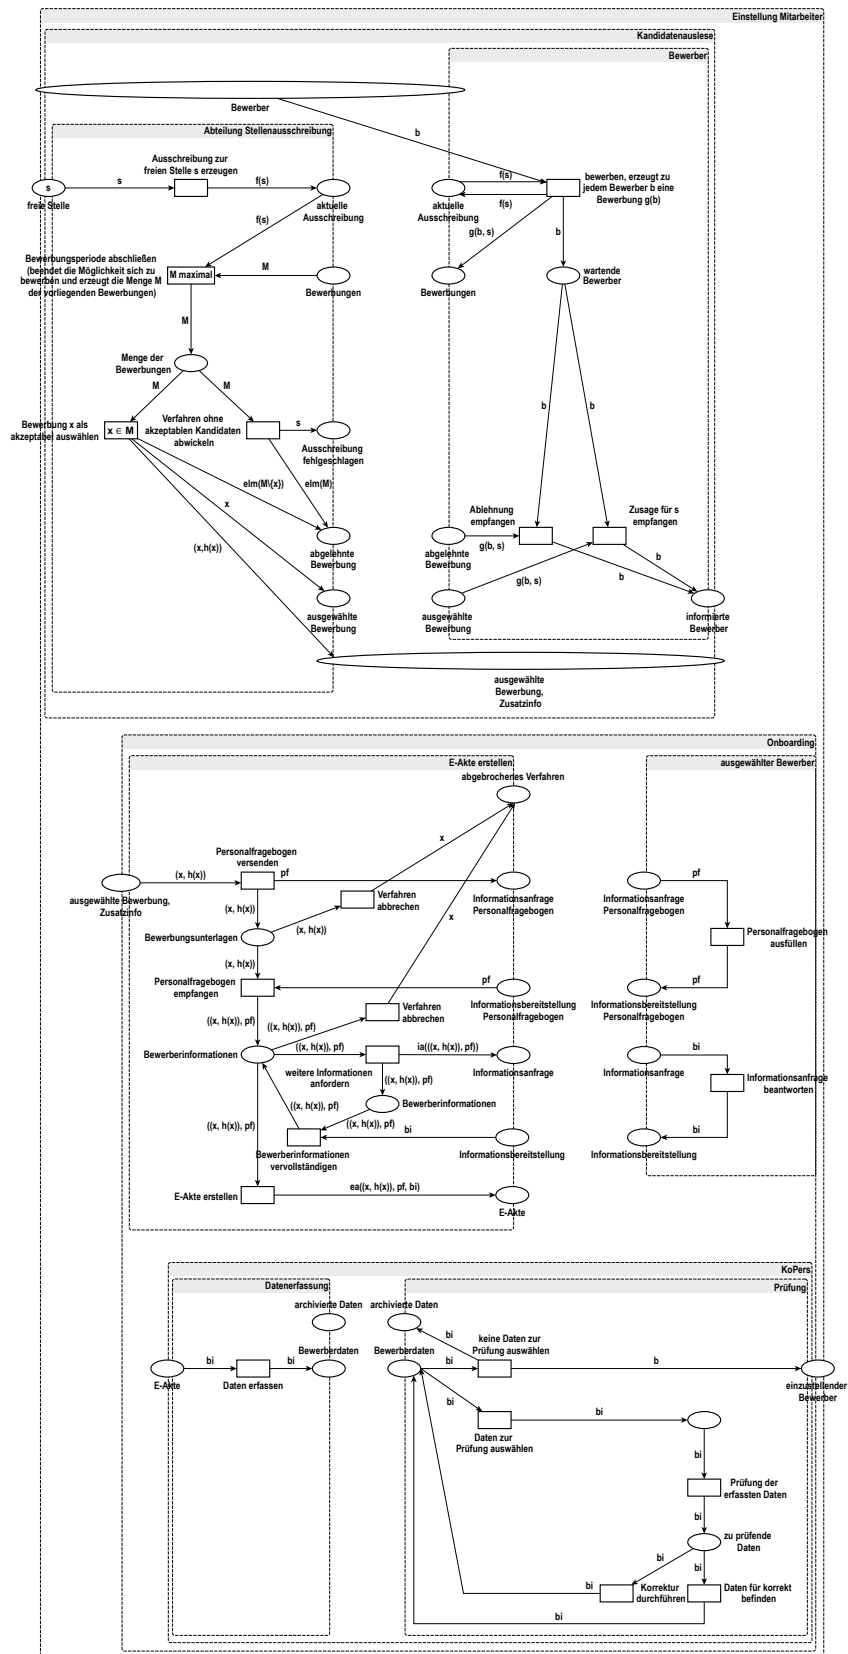 Einstellung Mitarbeiter
Kandidatenauslese
Bewerber
Bewerber
b
Abteilung Stellenausschreibung
Ausschreibung zur
freien Stelle s erzeugen
s
s
f(s)
freie Stelle
aktuelle
Ausschreibung
f(s)
f(s)
f(s)
bewerben, erzeugt zu
jedem Bewerber b eine
Bewerbung g(b)
aktuelle
Ausschreibung
g(b, s)
b
Bewerbungsperiode abschließen
(beendet die Möglichkeit sich zu
bewerben und erzeugt die Menge M
der vorliegenden Bewerbungen)
M maximal
M
Bewerbungen
Bewerbungen
wartende
Bewerber
M
Menge der
Bewerbungen
M
M
b
b
Bewerbung x als
akzeptabel auswählen
x ∈ M
Verfahren ohne
akzeptablen Kandidaten
abwickeln
s
Ausschreibung
fehlgeschlagen
elm(M\{x})
elm(M)
x
(x,h(x))
abgelehnte
Bewerbung
ausgewählte
Bewerbung
Ablehnung
empfangen
Zusage für s
empfangen
abgelehnte
Bewerbung
g(b, s)
g(b, s)
b
b
ausgewählte
Bewerbung
informierte
Bewerber
ausgewählte
Bewerbung,
Zusatzinfo
Onboarding
E-Akte erstellen
ausgewählter Bewerber
abgebrochenes Verfahren
Personalfragebogen
versenden
(x, h(x))
pf
x
ausgewählte Bewerbung,
Zusatzinfo
(x, h(x))
Verfahren
abbrechen
Informationsanfrage
Personalfragebogen
Informationsanfrage
Personalfragebogen
pf
Bewerbungsunterlagen
(x, h(x))
x
Personalfragebogen
ausfüllen
(x, h(x))
Personalfragebogen
empfangen
pf
pf
Informationsbereitstellung
Personalfragebogen
Informationsbereitstellung
Personalfragebogen
((x, h(x)), pf)
((x, h(x)), pf)
Verfahren
abbrechen
Bewerberinformationen
((x, h(x)), pf)
ia(((x, h(x)), pf))
weitere Informationen
anfordern
Informationsanfrage
Informationsanfrage
bi
Informationsanfrage
beantworten
((x, h(x)), pf)
((x, h(x)), pf)
Bewerberinformationen
((x, h(x)), pf)
((x, h(x)), pf)
bi
bi
Bewerberinformationen
vervollständigen
Informationsbereitstellung
Informationsbereitstellung
E-Akte erstellen
ea((x, h(x)), pf, bi)
E-Akte
KoPers
Datenerfassung
Prüfung
archivierte Daten
archivierte Daten
bi
keine Daten zur
Prüfung auswählen
Bewerberdaten
Bewerberdaten
bi
bi
bi
b
E-Akte
Daten erfassen
einzustellender
Bewerber
bi
Daten zur
Prüfung auswählen
bi
bi
Prüfung der
erfassten Daten
bi
zu prüfende
Daten
bi
bi
bi
Korrektur
durchführen
Daten für korrekt
befinden
bi